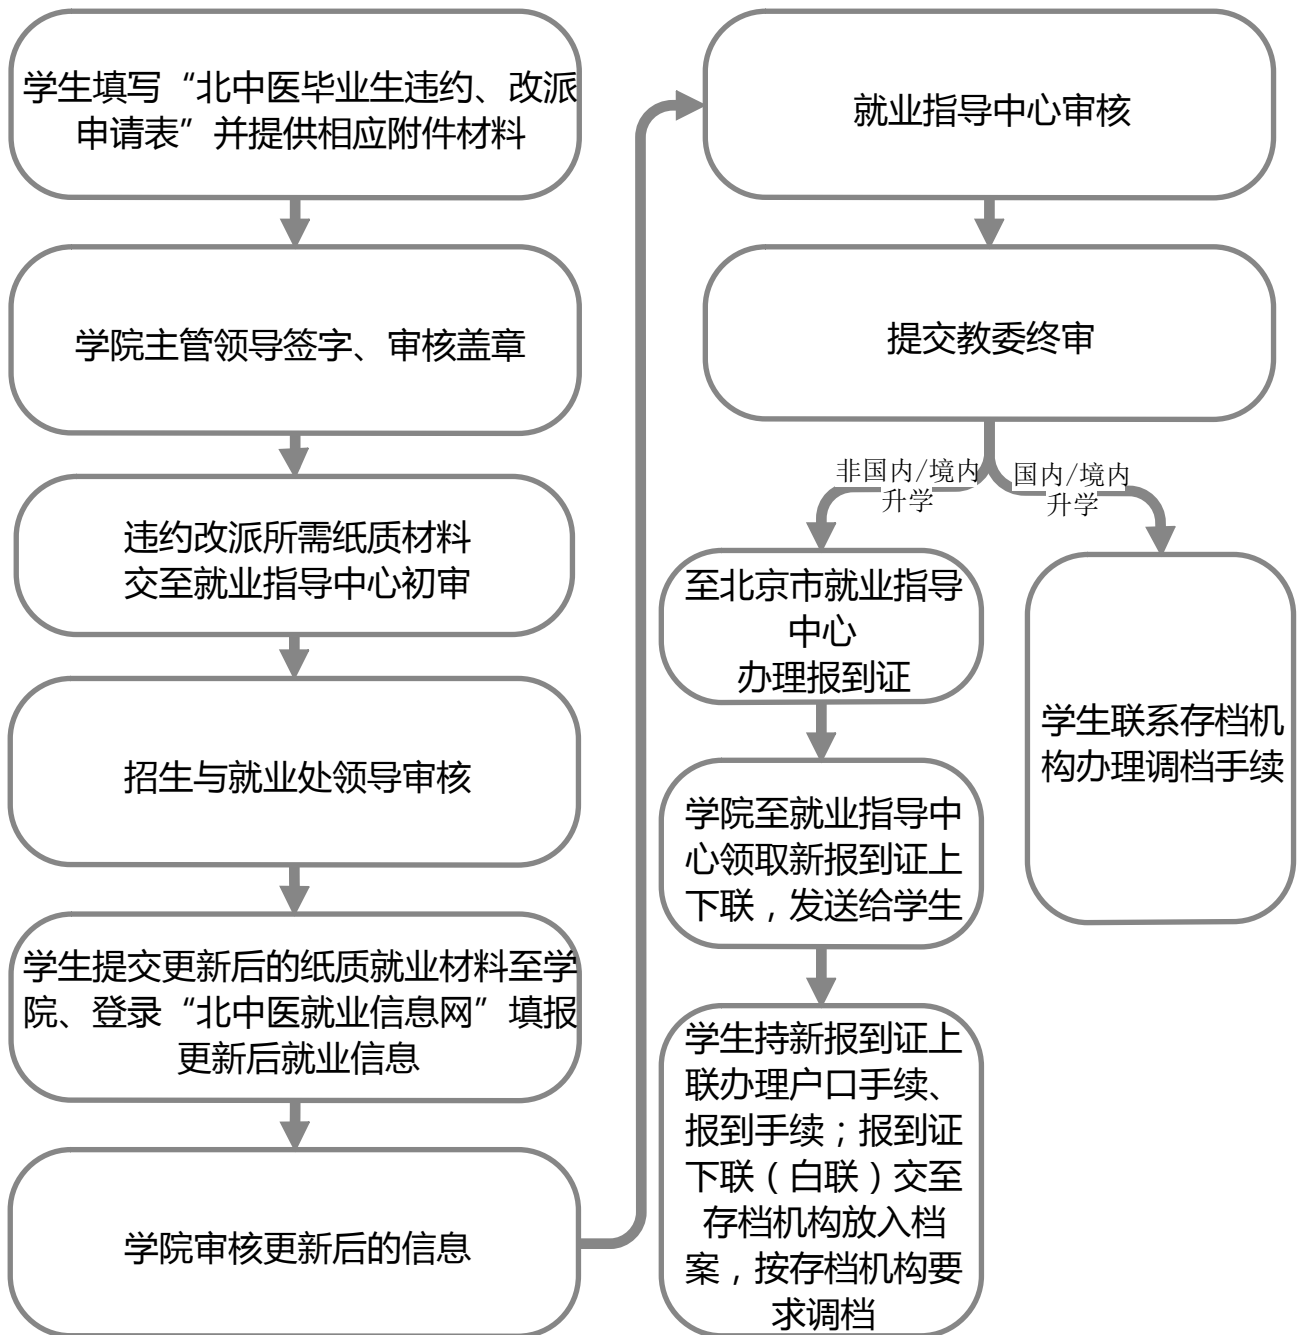 学生填写“北中医毕业生违约、改派
申请表”并提供相应附件材料
学院主管领导签字、审核盖章
违约改派所需纸质材料
交至就业指导中心初审
招生与就业处领导审核
学生提交更新后的纸质就业材料至学
院、登录“北中医就业信息网”填报
更新后就业信息
学院审核更新后的信息
就业指导中心审核
提交教委终审
非国内/境内
升学
国内/境内
升学
至北京市就业指导
中心
办理报到证
学院至就业指导中
心领取新报到证上
下联，发送给学生
学生持新报到证上
联办理户口手续、
报到手续；报到证
下联（白联）交至
存档机构放入档
案，按存档机构要
求调档
学生联系存档机
构办理调档手续